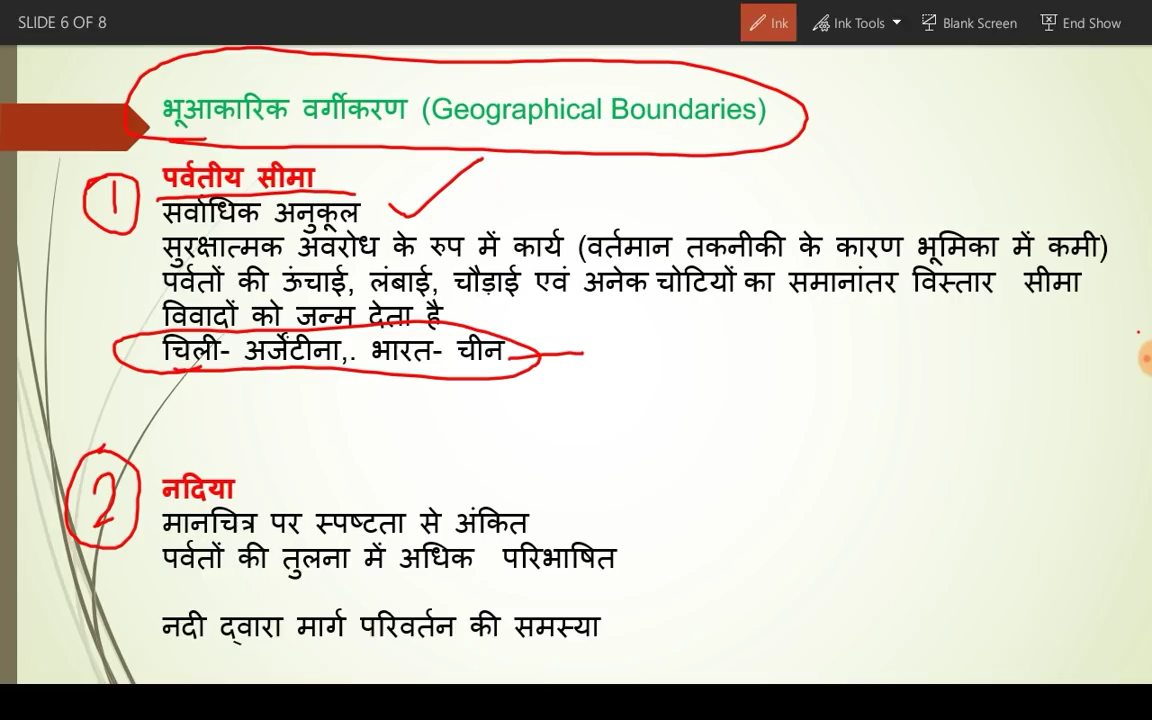 SLIDE 6 OF 8
Ink
Ink Tools
Blank Screen
End Show
भूआकारिक वर्गीकरण (Geographical Boundaries)
1
पर्वतीय सीमा
सर्वाधिक अनुकूल
सुरक्षात्मक अवरोध के रुप में कार्य (वर्तमान तकनीकी के कारण भूमिका में कमी)
पर्वतों की ऊंचाई, लंबाई, चौड़ाई एवं अनेक चोटियों का समानांतर विस्तार सीमा
विवादों को जन्म देता है
चिली- अर्जेंटीना,. भारत- चीन
2
नदिया
मानचित्र पर स्पष्टता से अंकित
पर्वतों की तुलना में अधिक परिभाषित
नदी द्वारा मार्ग परिवर्तन की समस्या